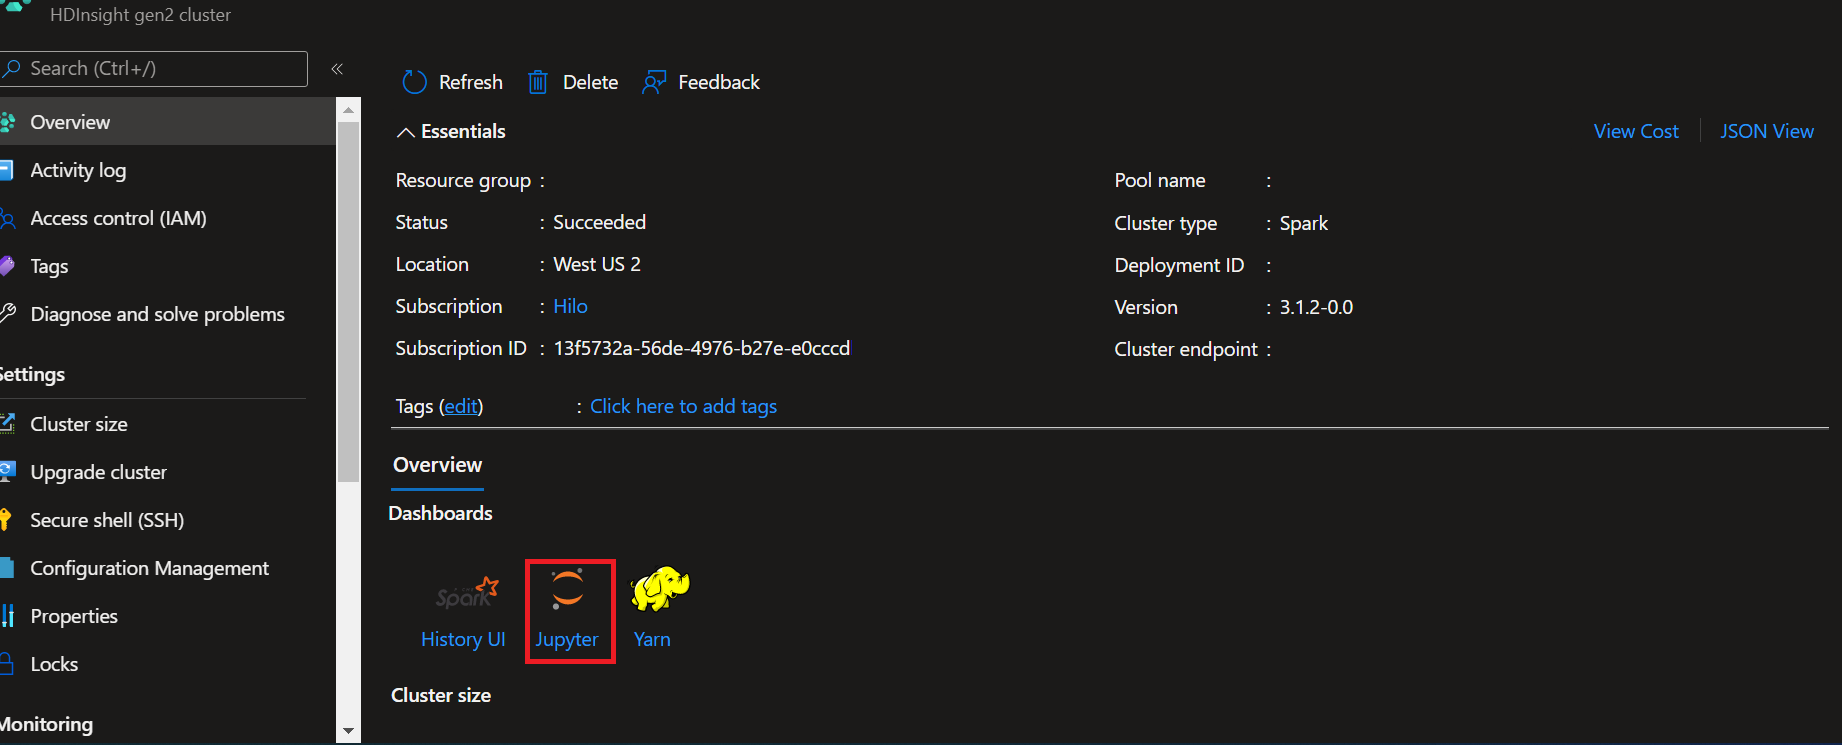 HDInsight gen2 cluster
Search (Ctrl+/)
«
Overview
Activity log
Access control (IAM)
Tags
Diagnose and solve problems
Settings
Cluster size
Upgrade cluster
Secure shell (SSH)
Configuration Management
Properties
Locks
Monitoring
Refresh Delete Feedback
Essentials
View Cost JSON View
Resource group :
Status : Succeeded
Location : West US 2
Subscription : Hilo
Subscription ID : 13f5732a-56de-4976-b27e-e0cccd
Pool name :
Cluster type : Spark
Deployment ID :
Version : 3.1.2-0.0
Cluster endpoint :
Tags (edit) : Click here to add tags
Overview
Dashboards
Spark
History UI Jupyter Yarn
Cluster size